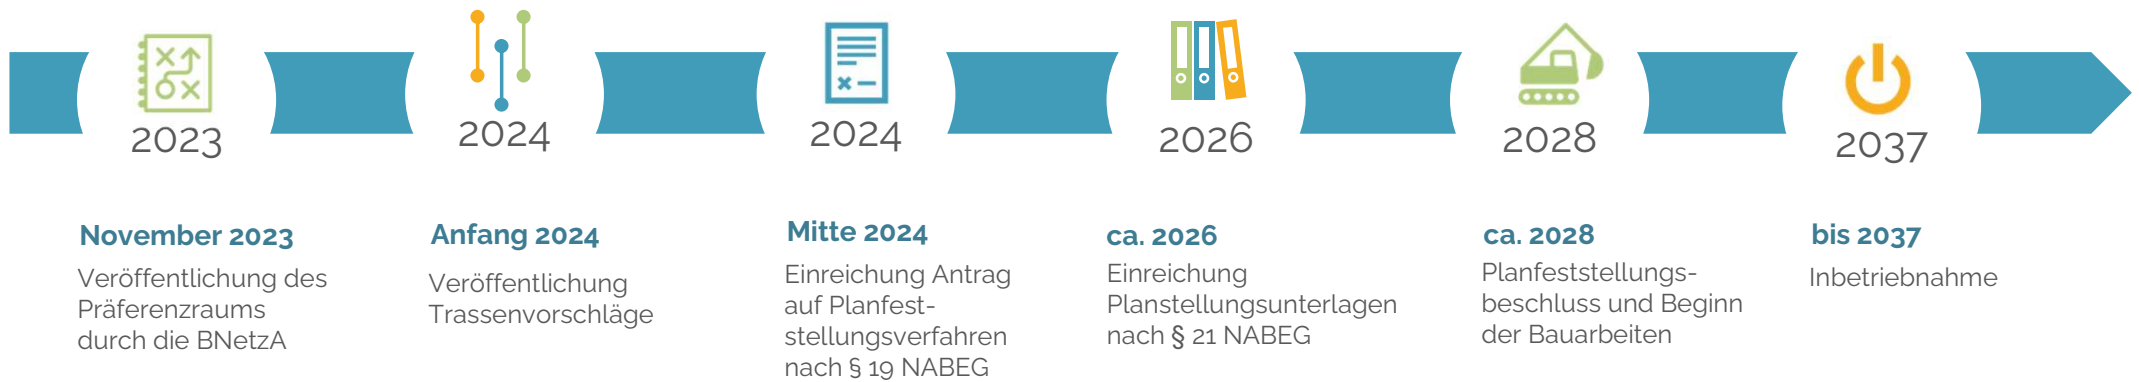 2023
2024
2024
2026
2028
2037
November 2023
Veröffentlichung des
Präferenzraums
durch die BNetzA
Anfang 2024
Veröffentlichung
Trassenvorschläge
Mitte 2024
Einreichung Antrag
auf Planfest-
stellungsverfahren
nach § 19 NABEG
ca. 2026
Einreichung
Planstellungsunterlagen
nach § 21 NABEG
ca. 2028
Planfeststellungs-
beschluss und Beginn
der Bauarbeiten
bis 2037
Inbetriebnahme